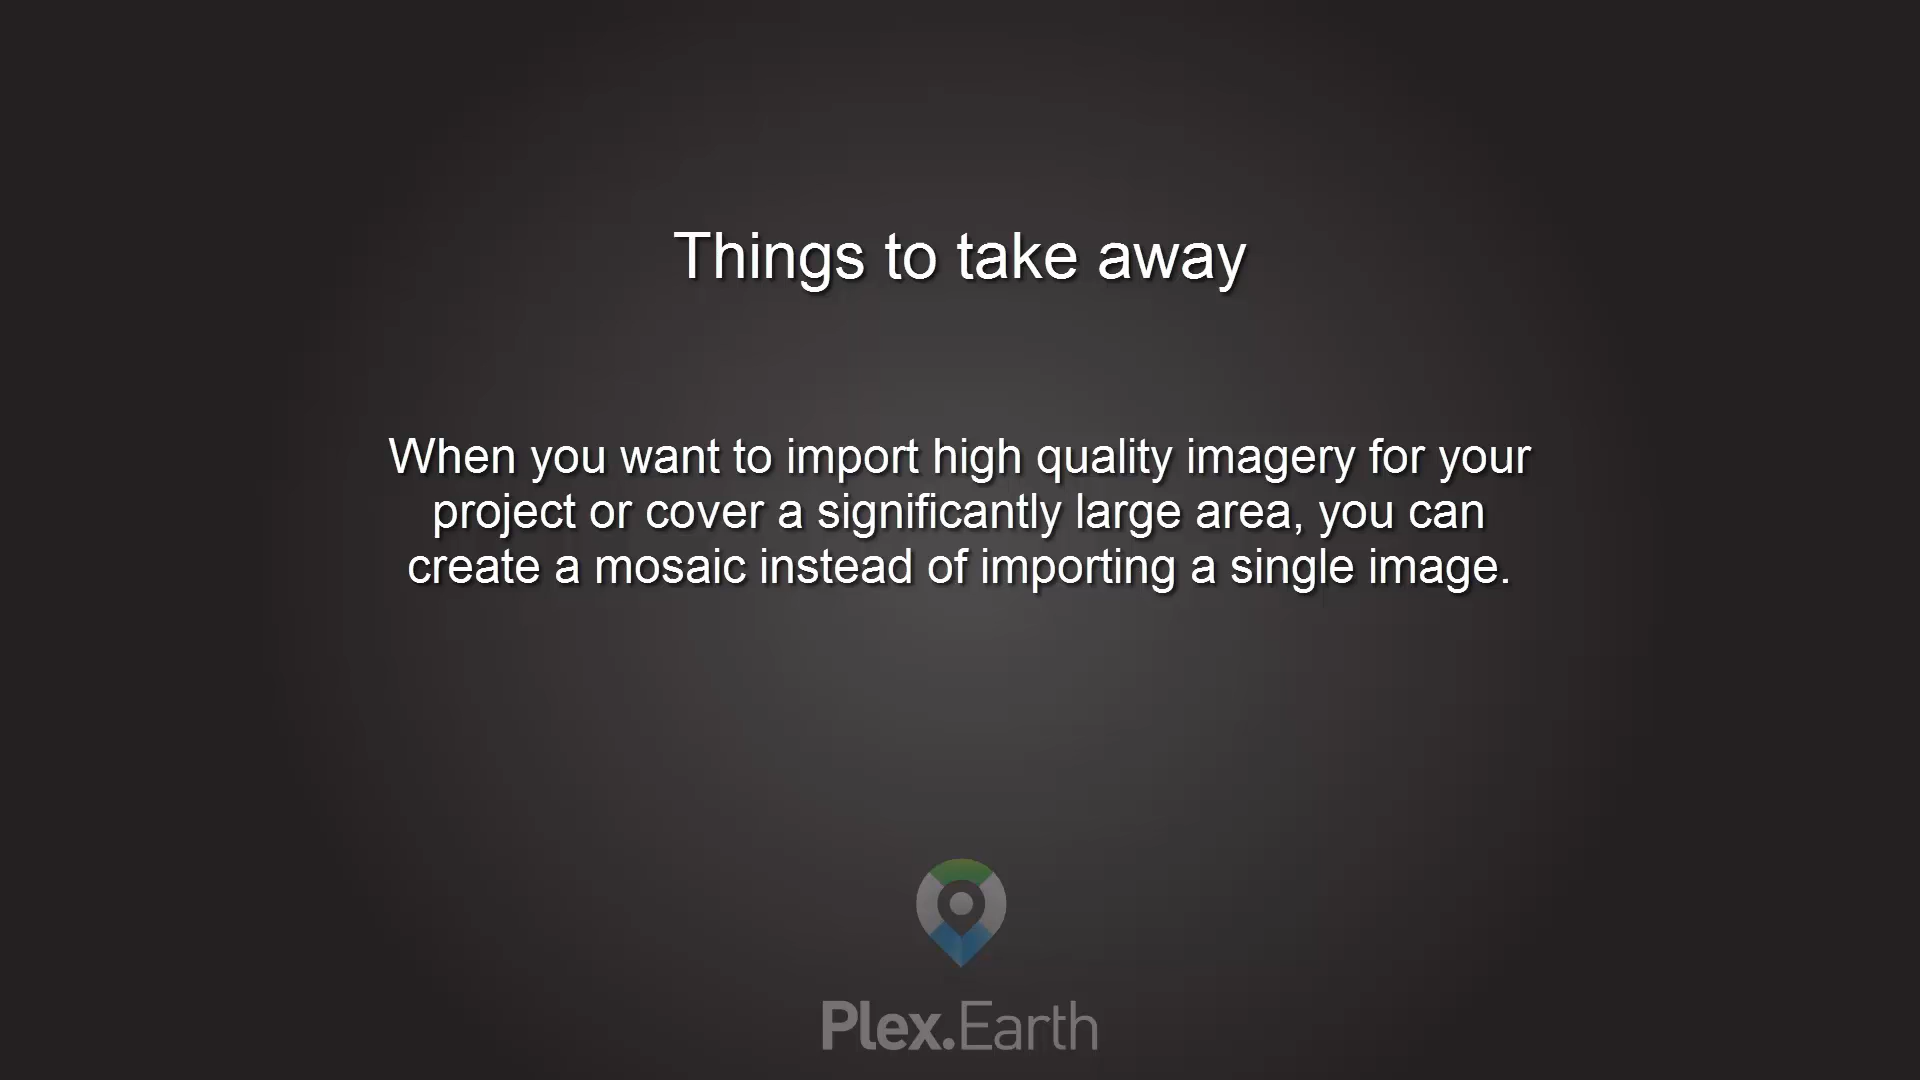 Things to take away
When you want to import high quality imagery for your
project or cover a significantly large area, you can
create a mosaic instead of importing a single image.
Plex.Earth